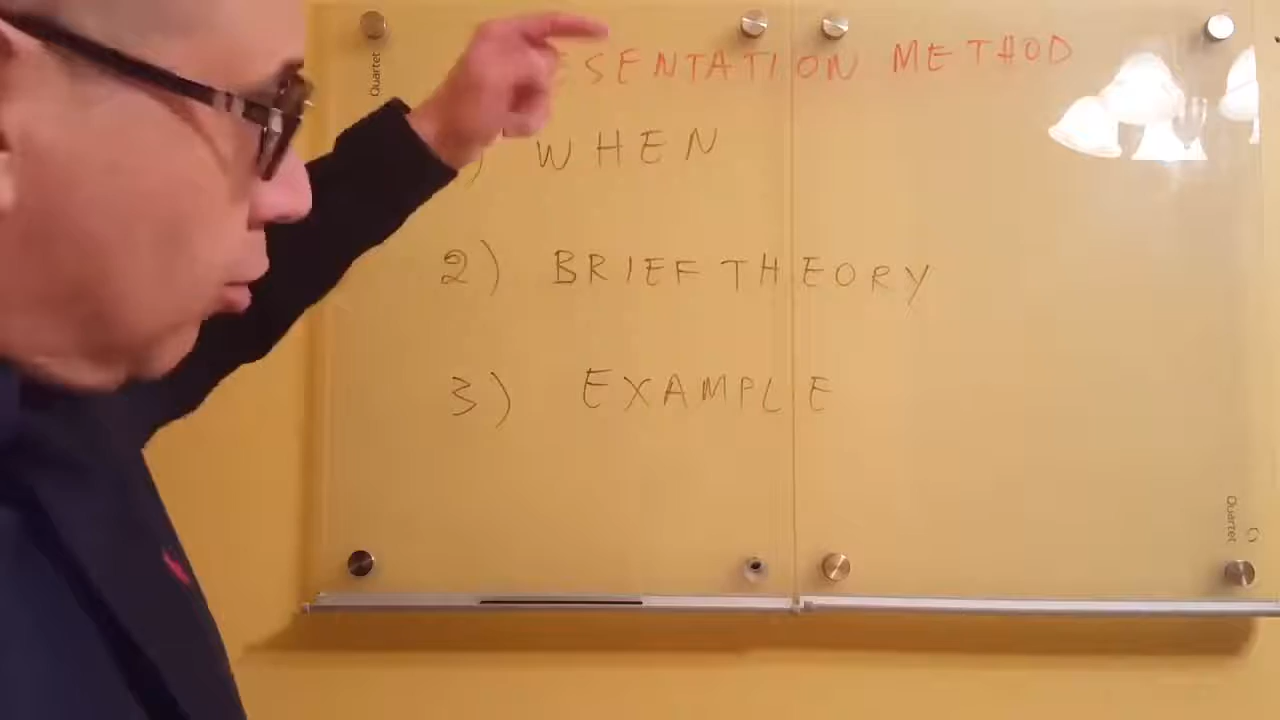 Quartet
ESENTATION METHOD
) WHEN
2) BRIEF THEORY
3) EXAMPLE
Quartet